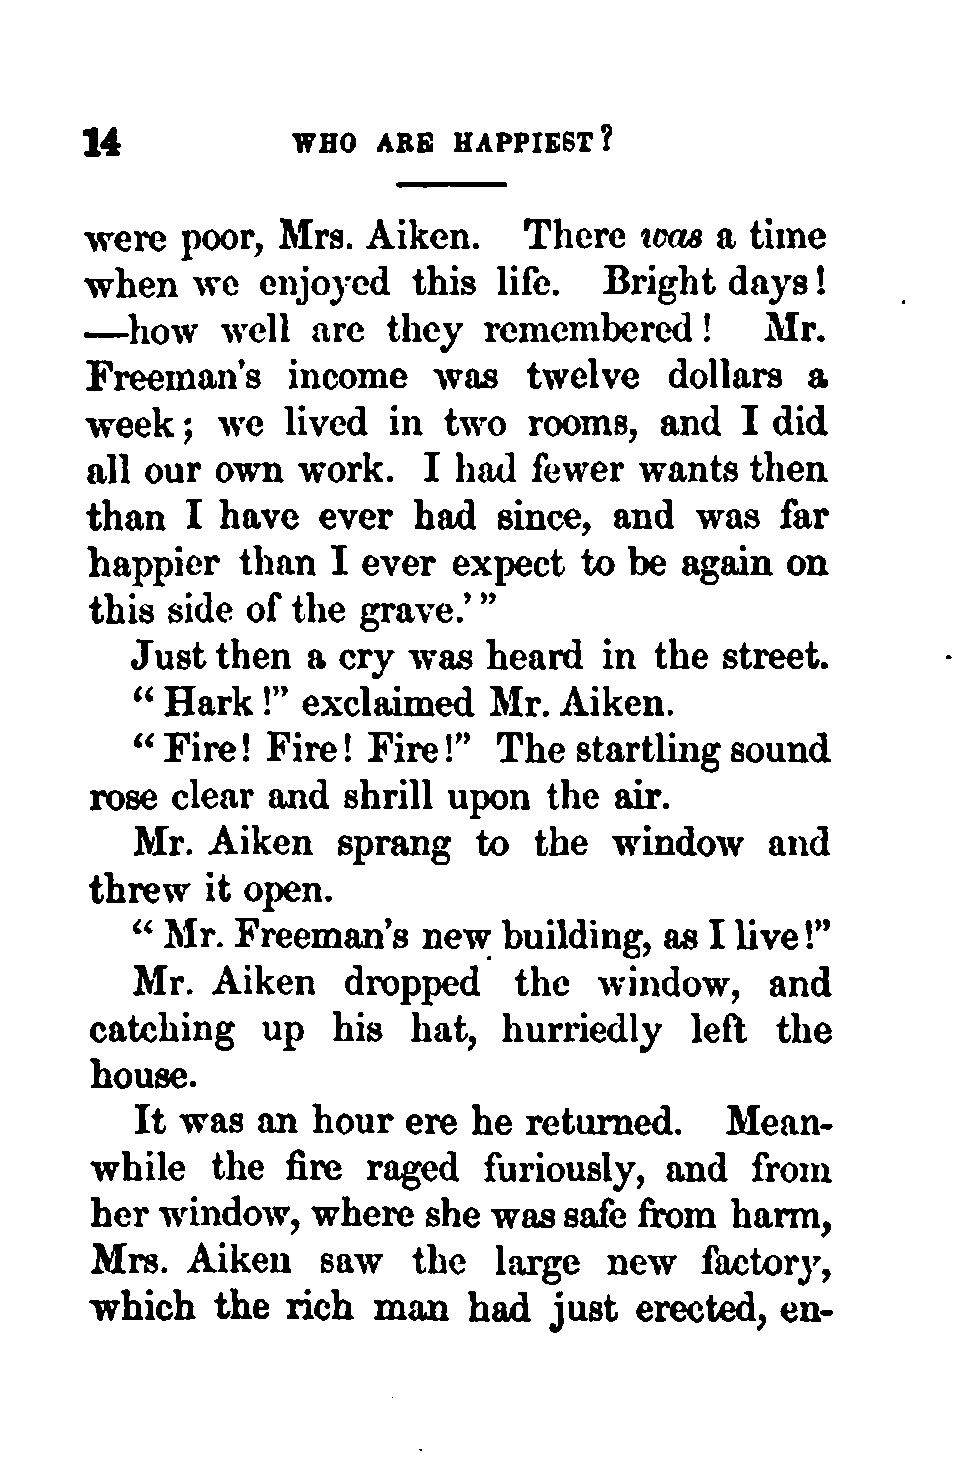 14 WHO ARE HAPPIEST?
were poor, Mrs. Aiken. There was a time
when we enjoyed this life. Bright days!
—how well are they remembered! Mr.
Freeman's income was twelve dollars a
week; we lived in two rooms, and I did
all our own work. I had fewer wants then
than I have ever had since, and was far
happier than I ever expect to be again on
this side of the grave.'"
Just then a cry was heard in the street.
"Hark!" exclaimed Mr. Aiken.
"Fire! Fire! Fire!" The startling sound
rose clear and shrill upon the air.
Mr. Aiken sprang to the window and
threw it open.
"Mr. Freeman's new building, as I live!"
Mr. Aiken dropped the window, and
catching up his hat, hurriedly left the
house.
It was an hour ere he returned. Mean-
while the fire raged furiously, and from
her window, where she was safe from harm,
Mrs. Aiken saw the large new factory,
which the rich man had just erected, en-